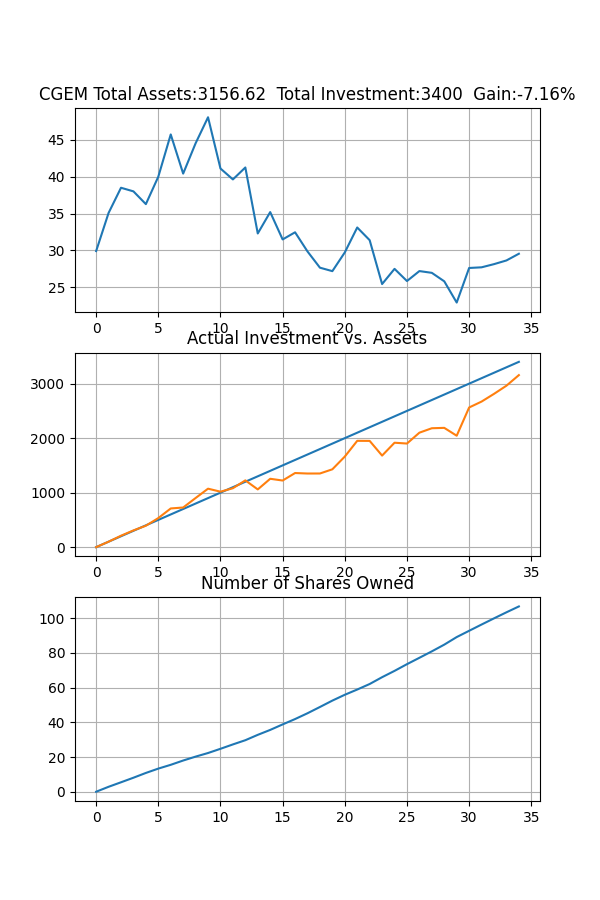 CGEM Total Assets:3156.62  Total Investment:3400  Gain:-7.16%
45
40
35
30
25
0 5 10 15 20 25 30 35
Actual Investment vs. Assets
3000
2000
1000
0
0 5 10 15 20 25 30 35
Number of Shares Owned
100
80
60
40
20
0
0 5 10 15 20 25 30 35